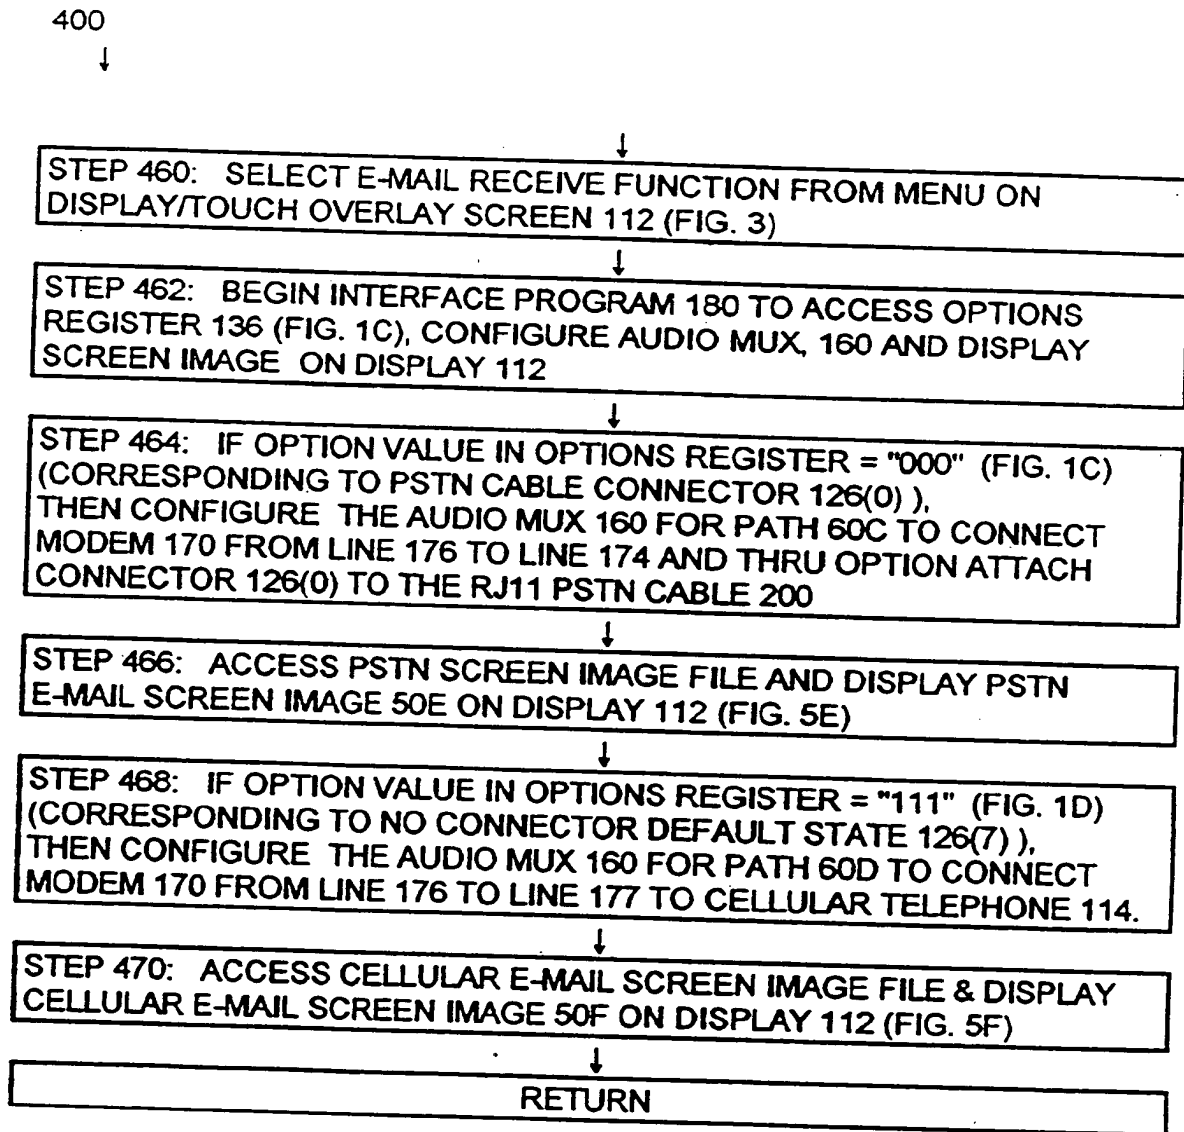 400
STEP 460: SELECT E-MAIL RECEIVE FUNCTION FROM MENU ON
DISPLAY/TOUCH OVERLAY SCREEN 112 (FIG. 3)
STEP 462: BEGIN INTERFACE PROGRAM 180 TO ACCESS OPTIONS
REGISTER 136 (FIG. 1C), CONFIGURE AUDIO MUX, 160 AND DISPLAY
SCREEN IMAGE ON DISPLAY 112
STEP 464: IF OPTION VALUE IN OPTIONS REGISTER = "000" (FIG. 1C)
(CORRESPONDING TO PSTN CABLE CONNECTOR 126(0) ),
THEN CONFIGURE THE AUDIO MUX 160 FOR PATH 60C TO CONNECT
MODEM 170 FROM LINE 176 TO LINE 174 AND THRU OPTION ATTACH
CONNECTOR 126(0) TO THE RJ11 PSTN CABLE 200
STEP 466: ACCESS PSTN SCREEN IMAGE FILE AND DISPLAY PSTN
E-MAIL SCREEN IMAGE 50E ON DISPLAY 112 (FIG. 5E)
STEP 468: IF OPTION VALUE IN OPTIONS REGISTER = "111" (FIG. 1D)
(CORRESPONDING TO NO CONNECTOR DEFAULT STATE 126(7) ),
THEN CONFIGURE THE AUDIO MUX 160 FOR PATH 60D TO CONNECT
MODEM 170 FROM LINE 176 TO LINE 177 TO CELLULAR TELEPHONE 114.
STEP 470: ACCESS CELLULAR E-MAIL SCREEN IMAGE FILE & DISPLAY
CELLULAR E-MAIL SCREEN IMAGE 50F ON DISPLAY 112 (FIG. 5F)
RETURN